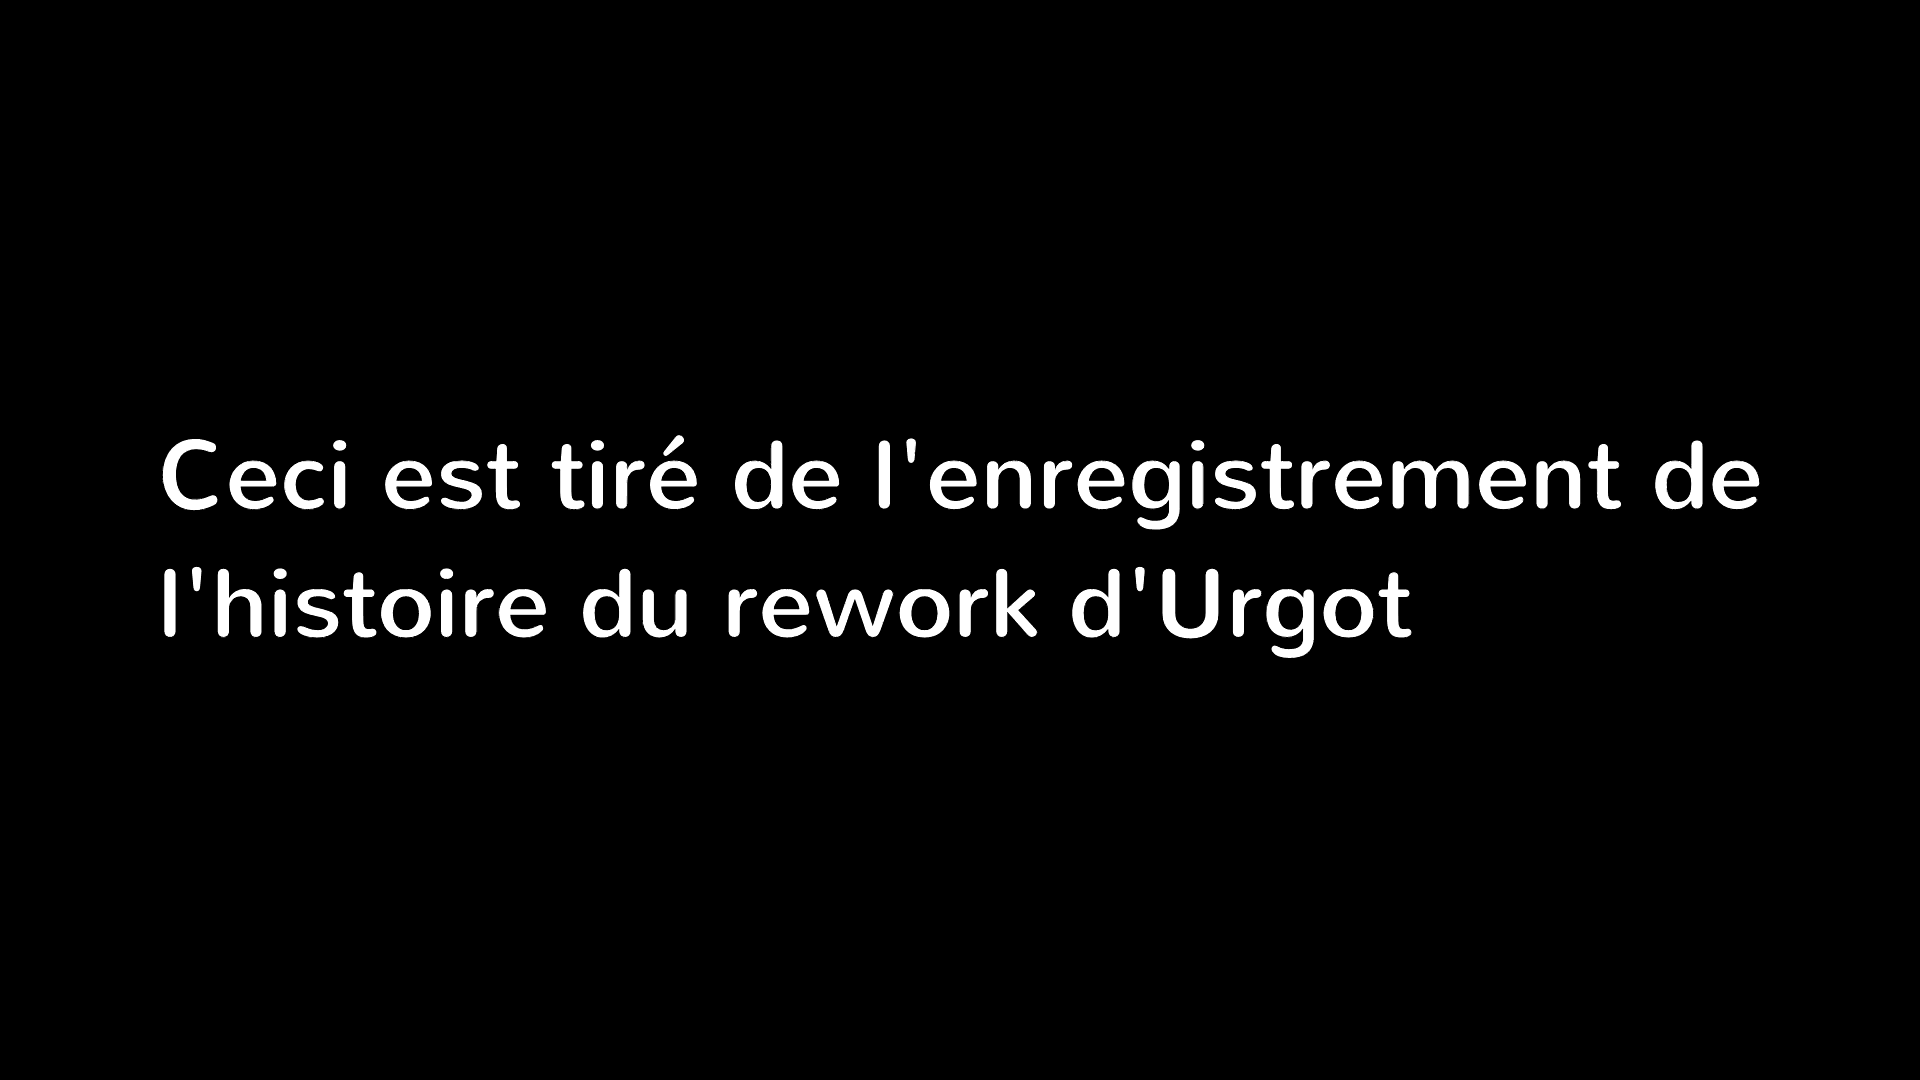 Ceci est tiré de l'enregistrement de
l'histoire du rework d'Urgot